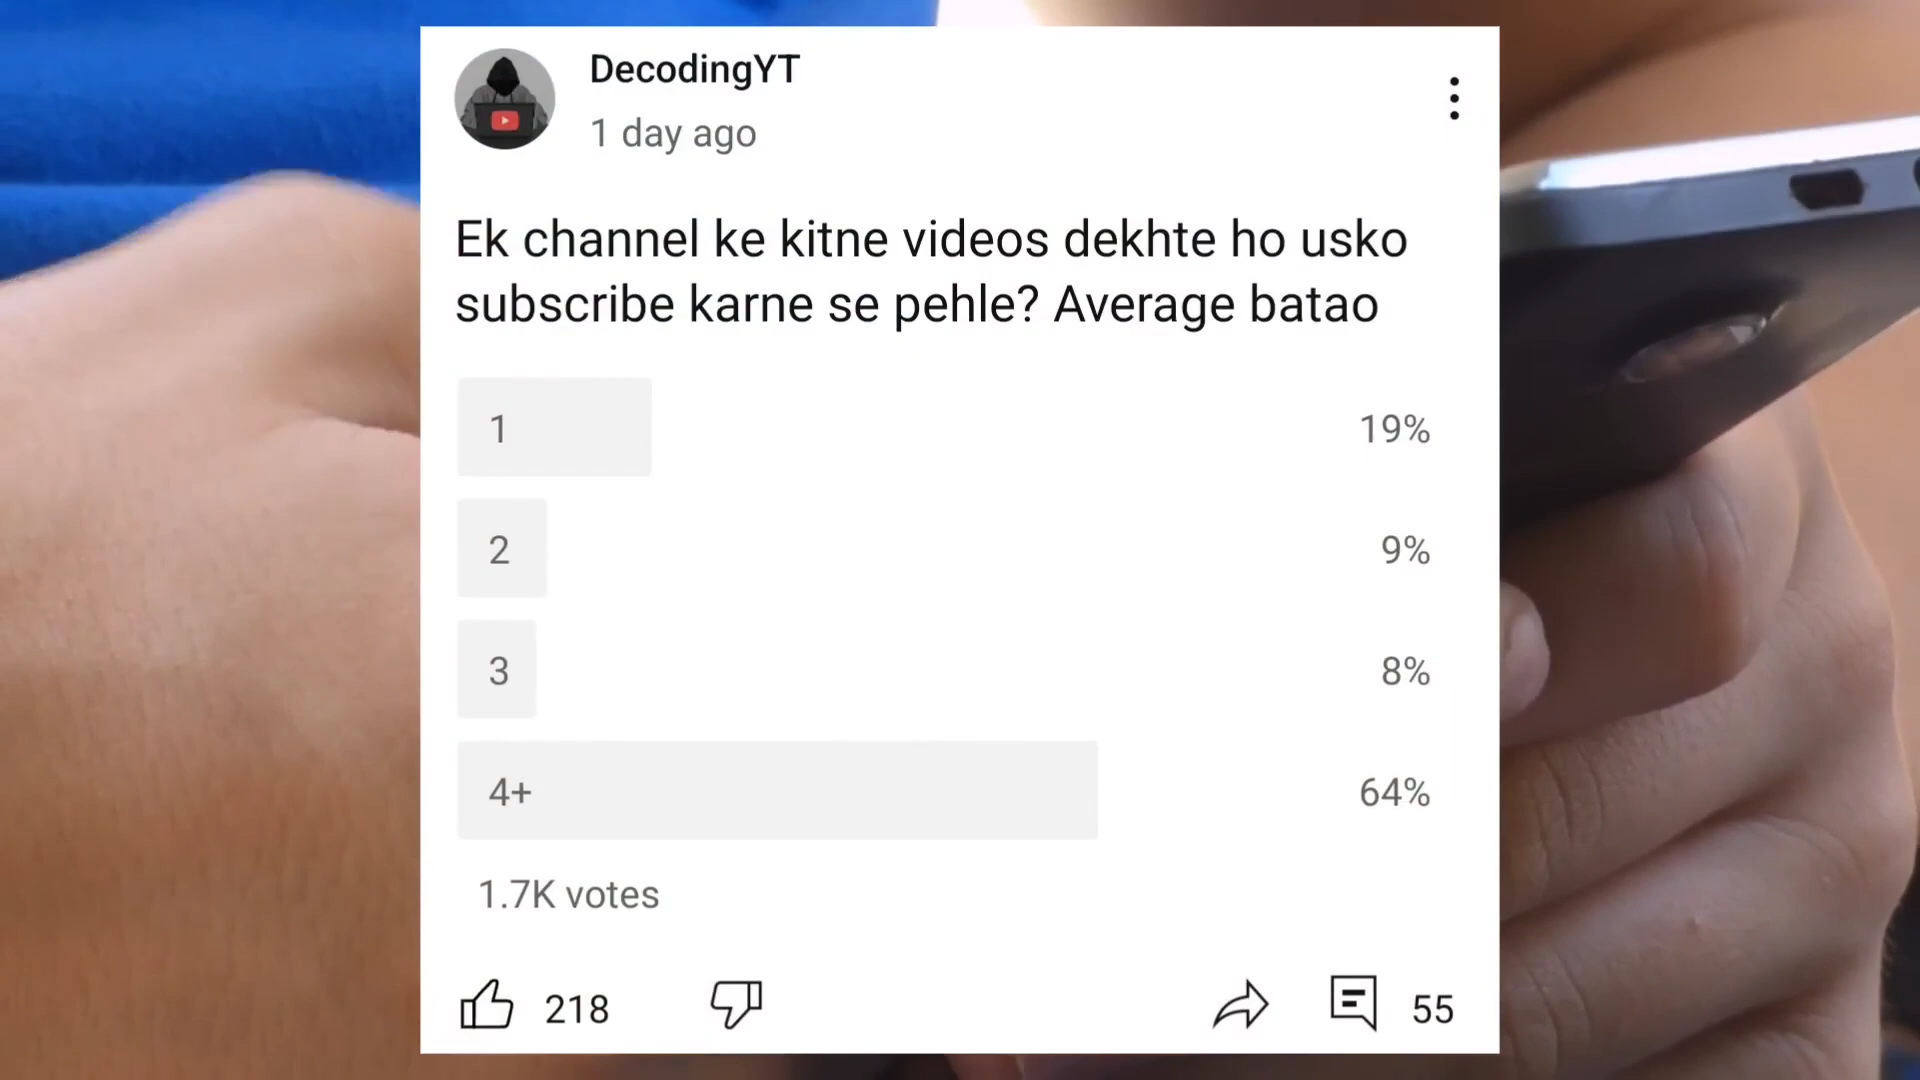 DecodingYT
1 day ago
Ek channel ke kitne videos dekhte ho usko
subscribe karne se pehle? Average batao
1 19%
2 9%
3 8%
4+ 64%
1.7K votes
218 55